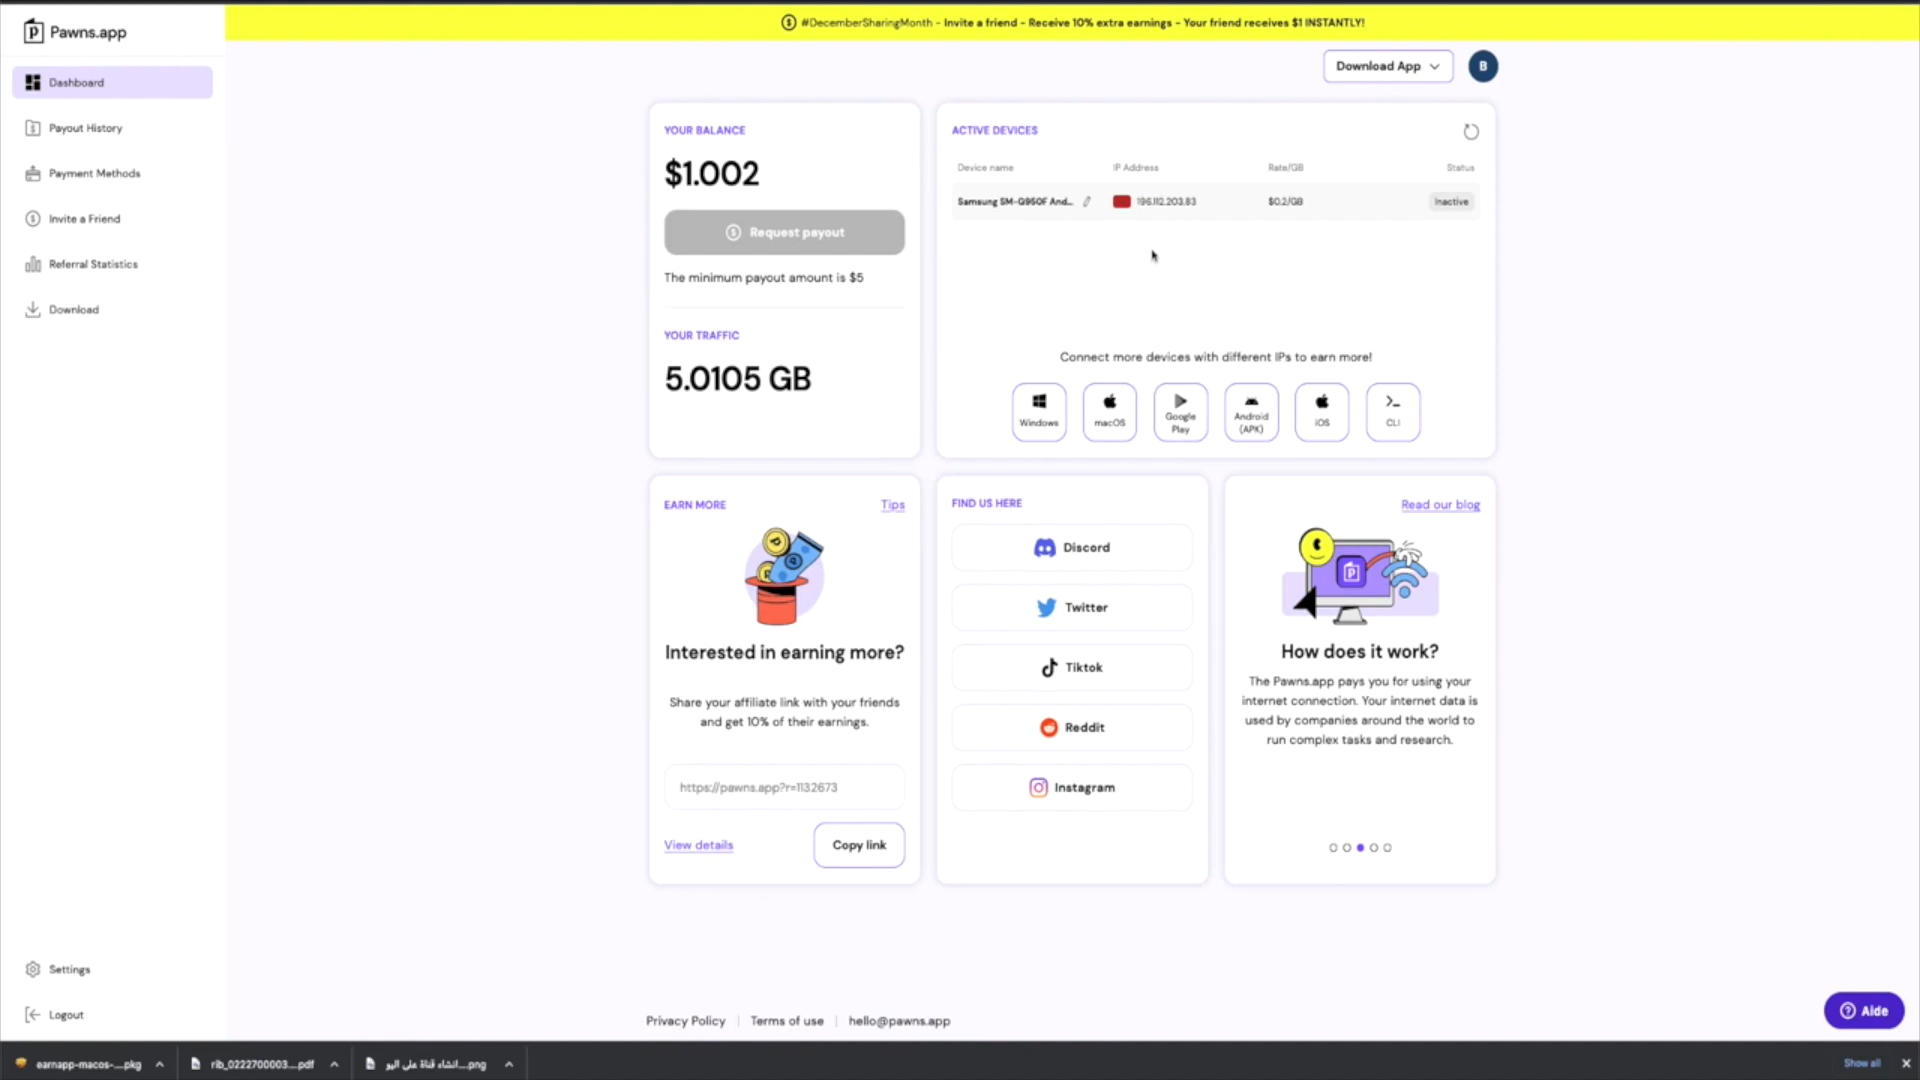 #DecemberSharingMonth - Invite a friend - Receive 10% extra earnings - Your friend receives $1 INSTANTLY!
Pawns.app
Dashboard
Payout History
Payment Methods
Invite a Friend
Referral Statistics
Download
Settings
Logout
Download App
B
YOUR BALANCE
$1.002
Request payout
The minimum payout amount is $5
YOUR TRAFFIC
5.0105 GB
ACTIVE DEVICES
Device name IP Address Rate/GB Status
Samsung SM-G950F And... 196.112.203.83 $0.2/GB Inactive
Connect more devices with different IPs to earn more!
Windows
macOS
Google
Play
Android
(APK)
iOS
CLI
EARN MORE Tips
Interested in earning more?
Share your affiliate link with your friends
and get 10% of their earnings.
https://pawns.app?r=1132673
View details
Copy link
FIND US HERE
Discord
Twitter
Tiktok
Reddit
Instagram
Read our blog
How does it work?
The Pawns.app pays you for using your
internet connection. Your internet data is
used by companies around the world to
run complex tasks and research.
Privacy Policy | Terms of use | hello@pawns.app
Aide
earnapp-macos-....pkg
rib_0222700003....pdf
انشاء قناة على اليو....png
Show all